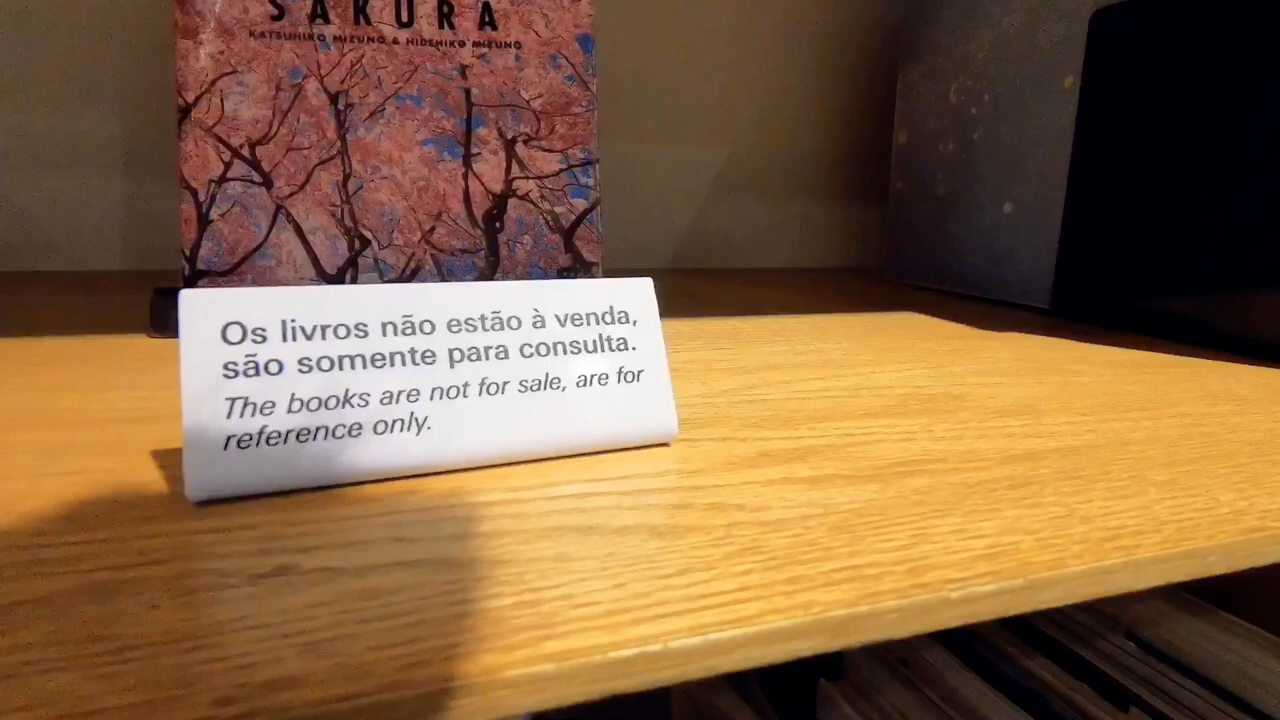 SAKURA
KATSUHIKO MIZUNO & HIDEHIKO MIZUNO
Os livros não estão à venda,
são somente para consulta.
The books are not for sale, are for
reference only.